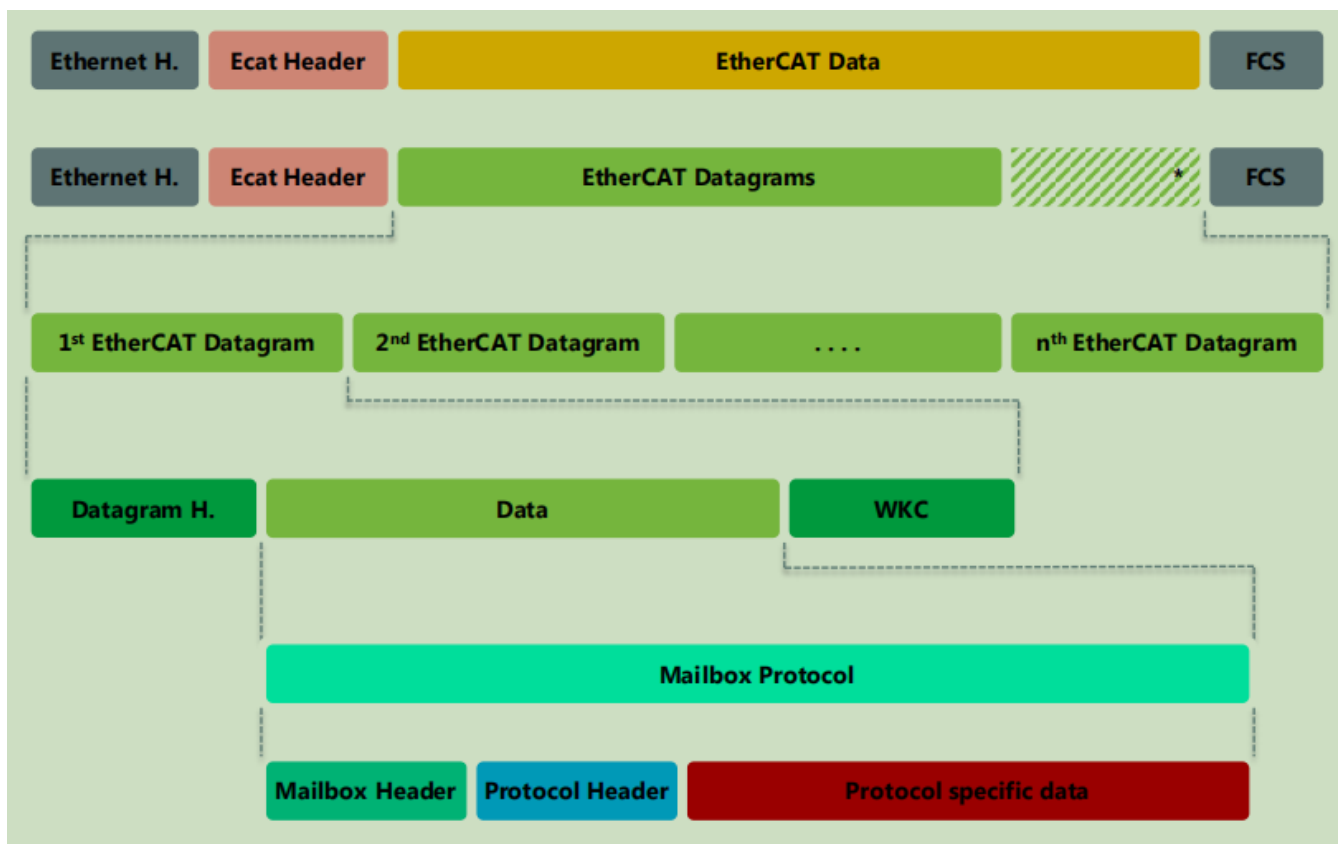 Ethernet H. Ecat Header EtherCAT Data FCS
Ethernet H. Ecat Header EtherCAT Datagrams * FCS
1st EtherCAT Datagram 2nd EtherCAT Datagram . . . . nth EtherCAT Datagram
Datagram H. Data WKC
Mailbox Protocol
Mailbox Header Protocol Header Protocol specific data